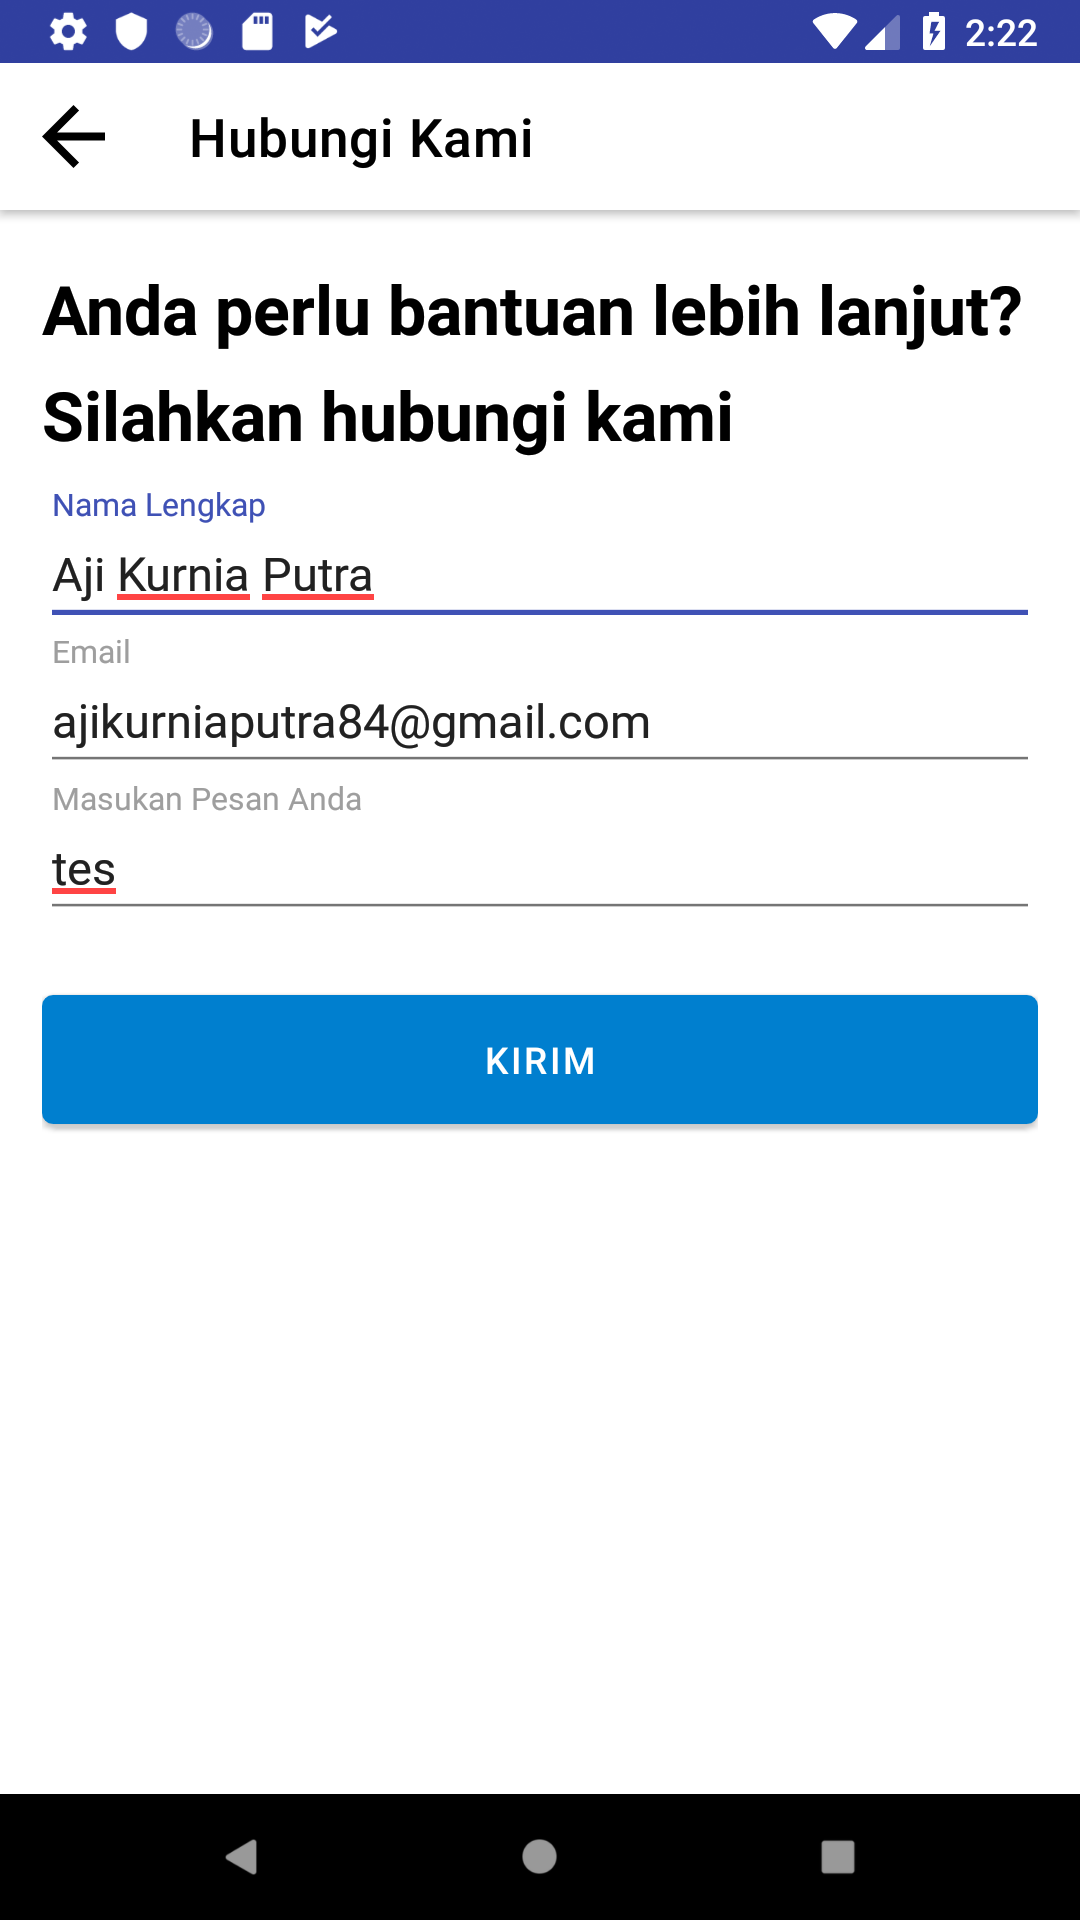 2:22
Hubungi Kami
Anda perlu bantuan lebih lanjut?
Silahkan hubungi kami
Nama Lengkap
Aji Kurnia Putra
Email
ajikurniaputra84@gmail.com
Masukan Pesan Anda
tes
KIRIM